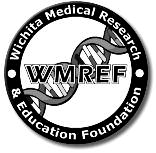 Wichita Medical Research
WMREF
& Education Foundation